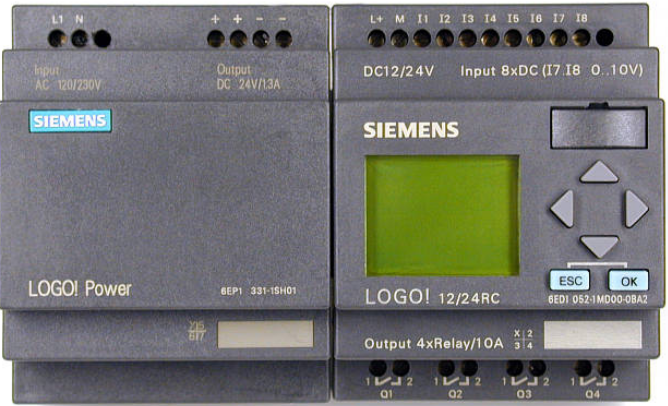 L1 N + + - -
Input
AC 120/230V
Output
DC 24V/1.3A
SIEMENS
LOGO! Power
6EP1 331-1SH01
L+ M I1 I2 I3 I4 I5 I6 I7 I8
DC12/24V Input 8xDC (I7,I8 0..10V)
SIEMENS
ESC OK
LOGO! 12/24RC
6ED1 052-1MD00-0BA2
Output 4xRelay/10A
X 2
3 4
1 2 1 2 1 2 1 2
Q1 Q2 Q3 Q4